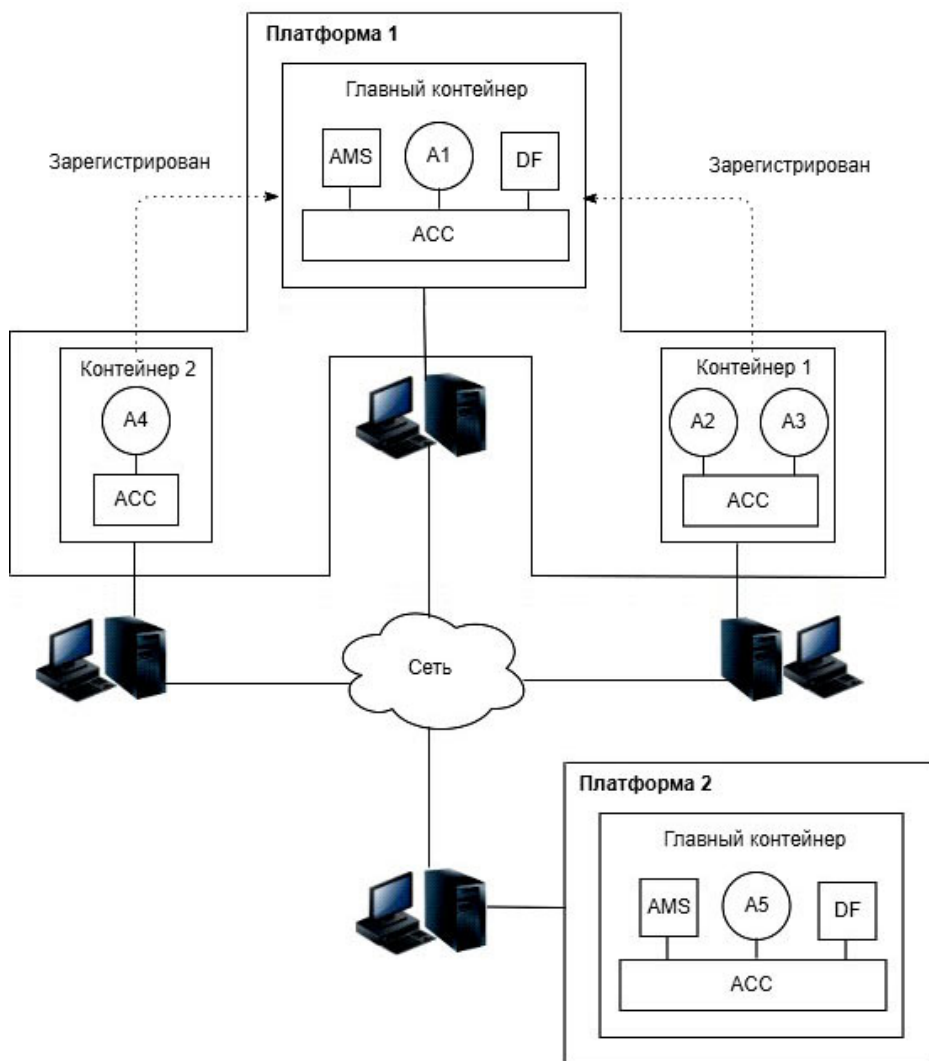 Платформа 1
Главный контейнер
AMS
A1
DF
ACC
Зарегистрирован
Зарегистрирован
Контейнер 2
A4
ACC
Контейнер 1
A2
A3
ACC
Сеть
Платформа 2
Главный контейнер
AMS
A5
DF
ACC